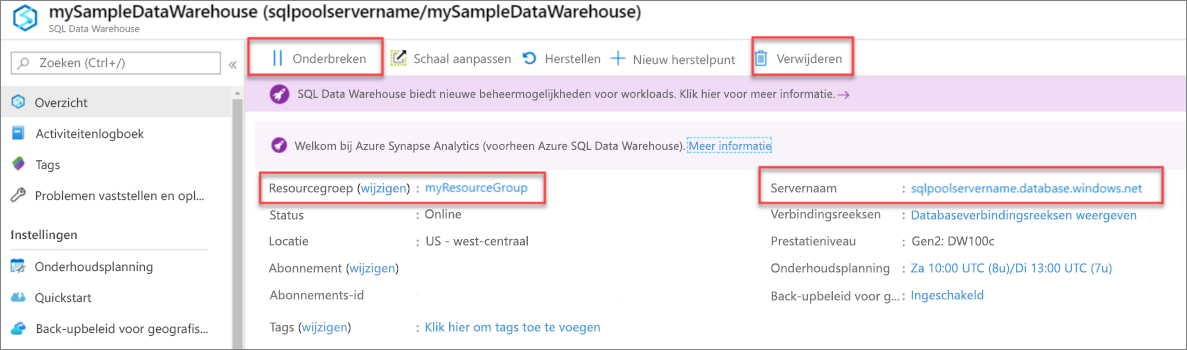 mySampleDataWarehouse (sqlpoolservername/mySampleDataWarehouse)
SQL Data Warehouse
Zoeken (Ctrl+/)
«
Onderbreken
Schaal aanpassen
Herstellen
Nieuw herstelpunt
Verwijderen
SQL Data Warehouse biedt nieuwe beheermogelijkheden voor workloads. Klik hier voor meer informatie.→
Welkom bij Azure Synapse Analytics (voorheen Azure SQL Data Warehouse). Meer informatie
Overzicht
Activiteitenlogboek
Tags
Problemen vaststellen en opl...
Instellingen
Onderhoudsplanning
Quickstart
Back-upbeleid voor geografis...
Resourcegroep (wijzigen) : myResourceGroup
Status : Online
Locatie : US - west-centraal
Abonnement (wijzigen)
Abonnements-id
Tags (wijzigen) : Klik hier om tags toe te voegen
Servernaam : sqlpoolservername.database.windows.net
Verbindingsreeksen : Databaseverbindingsreeksen weergeven
Prestatieniveau : Gen2: DW100c
Onderhoudsplanning : Za 10:00 UTC (8u)/Di 13:00 UTC (7u)
Back-upbeleid voor g... : Ingeschakeld